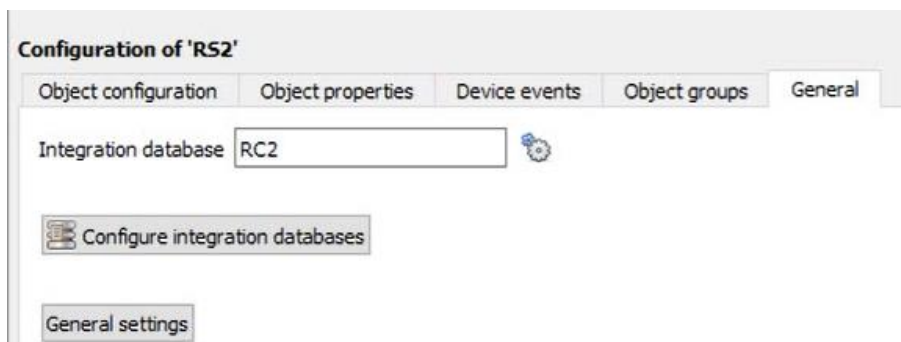 Configuration of 'RS2'
Object configuration Object properties Device events Object groups General
Integration database RC2
Configure integration databases
General settings